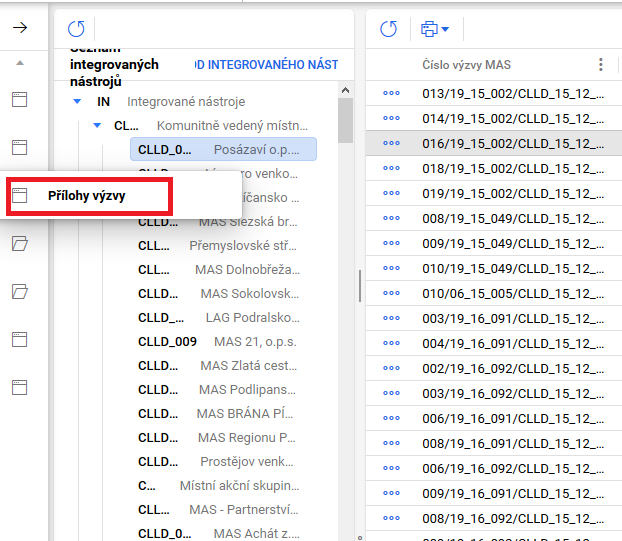 Seznam
integrovaných
nástrojů
OD INTEGROVANÉHO NÁST
IN Integrované nástroje
CL... Komunitně vedený místn...
CLLD_0... Posázaví o.p....
Přílohy výzvy
CLLD... MAS Slezská br...
CLL... Přemyslovské stř...
CLL... MAS Dolnobřeža...
CLLD... MAS Sokolovsk...
CLLD_... LAG Podralsko...
CLLD_009 MAS 21, o.p.s.
CLLD... MAS Zlatá cest...
CLLD... MAS Podlipans...
CLLD... MAS BRÁNA PÍ...
CLLD... MAS Regionu P...
CLLD... Prostějov venk...
C... Místní akční skupin...
CLL... MAS - Partnerství...
CLLD_0... MAS Achát z....
Číslo výzvy MAS
013/19_15_002/CLLD_15_12_...
014/19_15_002/CLLD_15_12_...
016/19_15_002/CLLD_15_12_...
018/19_15_002/CLLD_15_12_...
019/19_15_002/CLLD_15_12_...
008/19_15_049/CLLD_15_12_...
009/19_15_049/CLLD_15_12_...
010/19_15_049/CLLD_15_12_...
010/06_15_005/CLLD_15_12_...
003/19_16_091/CLLD_15_12_...
004/19_16_091/CLLD_15_12_...
002/19_16_092/CLLD_15_12_...
003/19_16_092/CLLD_15_12_...
006/19_16_091/CLLD_15_12_...
008/19_16_091/CLLD_15_12_...
006/19_16_092/CLLD_15_12_...
009/19_16_091/CLLD_15_12_...
008/19_16_092/CLLD_15_12_...